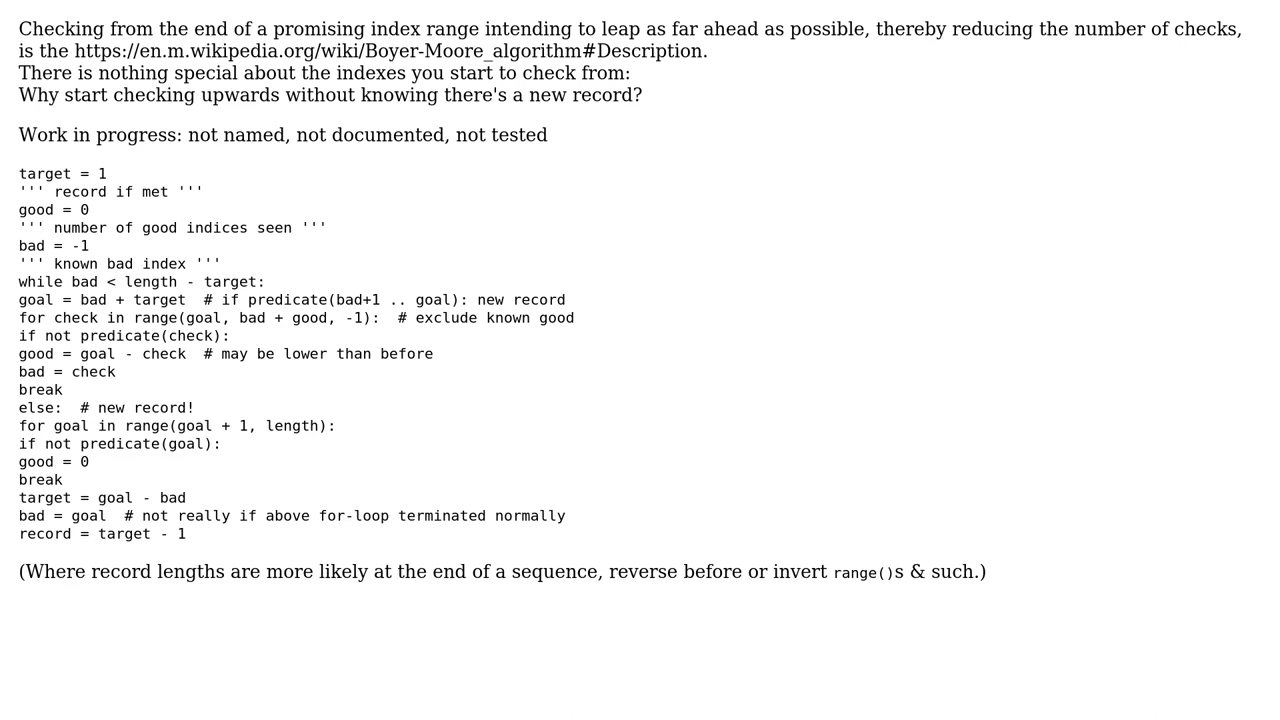 Checking from the end of a promising index range intending to leap as far ahead as possible, thereby reducing the number of checks,
is the https://en.m.wikipedia.org/wiki/Boyer-Moore_algorithm#Description.
There is nothing special about the indexes you start to check from:
Why start checking upwards without knowing there's a new record?
Work in progress: not named, not documented, not tested
target = 1
''' record if met '''
good = 0
''' number of good indices seen '''
bad = -1
''' known bad index '''
while bad < length - target:
goal = bad + target  # if predicate(bad+1 .. goal): new record
for check in range(goal, bad + good, -1):  # exclude known good
if not predicate(check):
good = goal - check  # may be lower than before
bad = check
break
else:  # new record!
for goal in range(goal + 1, length):
if not predicate(goal):
good = 0
break
target = goal - bad
bad = goal  # not really if above for-loop terminated normally
record = target - 1
(Where record lengths are more likely at the end of a sequence, reverse before or invert range()s & such.)